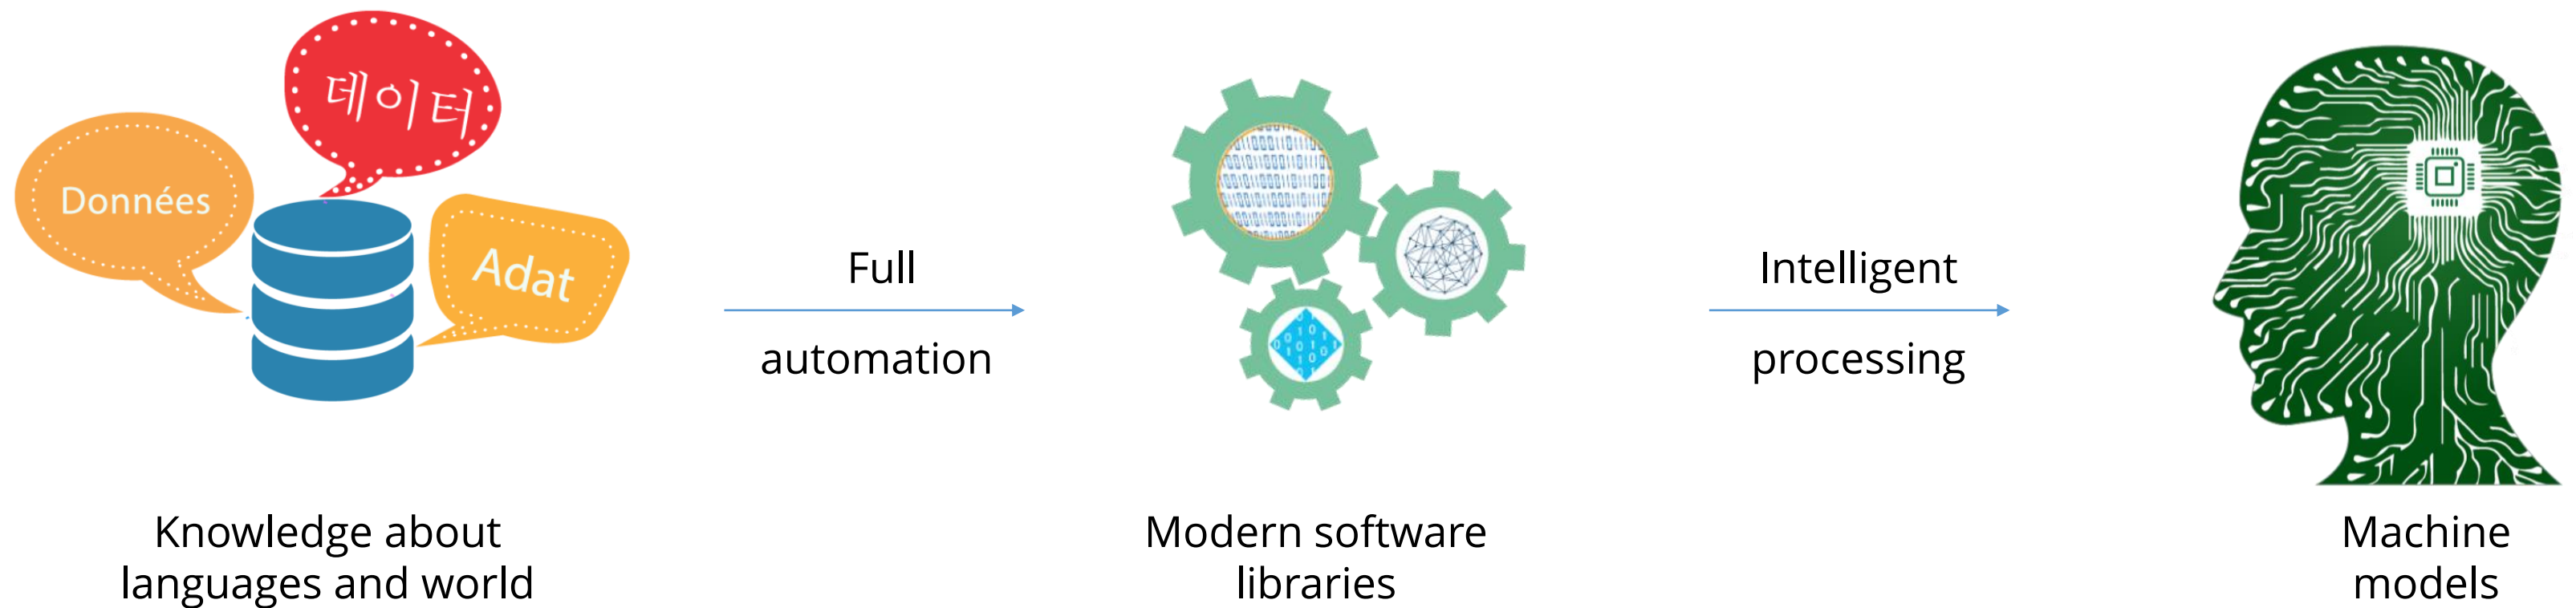 데이터
Données
Adat
Full
automation
Intelligent
processing
Knowledge about
languages and world
Modern software
libraries
Machine
models